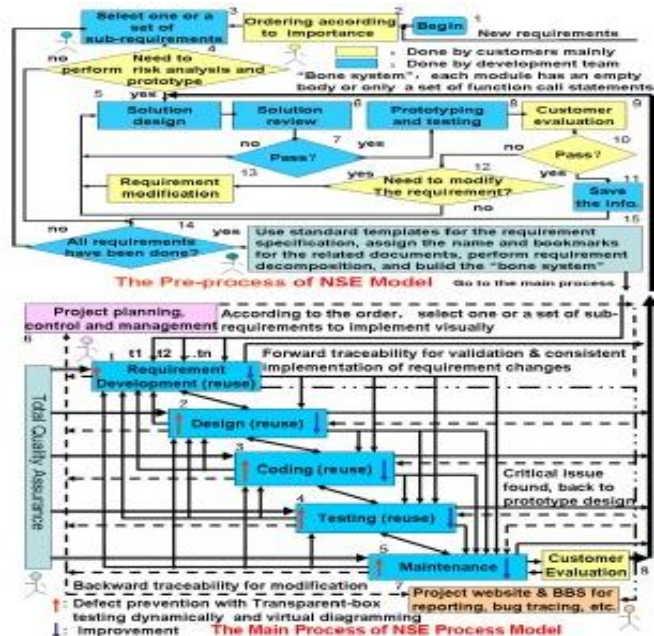 Select one or a
set of
sub-requirements
3
Ordering according
to importance
2
Begin
1
New requirements
no
4
Need to
perform risk analysis and
prototype
yes
: Done by customers mainly
: Done by development team
"Bone system", each module has an empty
body or only a set of function call statements
5
Solution
design
Solution
review
6
Prototyping
and testing
8
Customer
evaluation
9
no
7
Pass?
yes
no
10
Pass?
13
Requirement
modification
yes
12
Need to modify
The requirement?
no
yes
11
Save
the info.
no
14
All requirements
have been done?
yes
15
Use standard templates for the requirement
specification, assign the name and bookmarks
for the related documents, perform requirement
decomposition, and build the "bone system"
The Pre-process of NSE Model
Go to the main process
Project planning,
control and management
6
According to the order, select one or a set of sub-
requirements to implement visually
t1 t2 ..tn
Forward traceability for validation & consistent
implementation of requirement changes
1
Requirement
Development (reuse)
2
Design (reuse)
3
Coding (reuse)
4
Testing (reuse)
5
Maintenance
Total Quality Assurance
Critical issue
found, back to
prototype design
Customer
Evaluation
8
Backward traceability for modification
7
Project website & BBS for
reporting, bug tracing, etc.
: Defect prevention with Transparent-box
testing dynamically and virtual diagramming
: Improvement
The Main Process of NSE Process Model